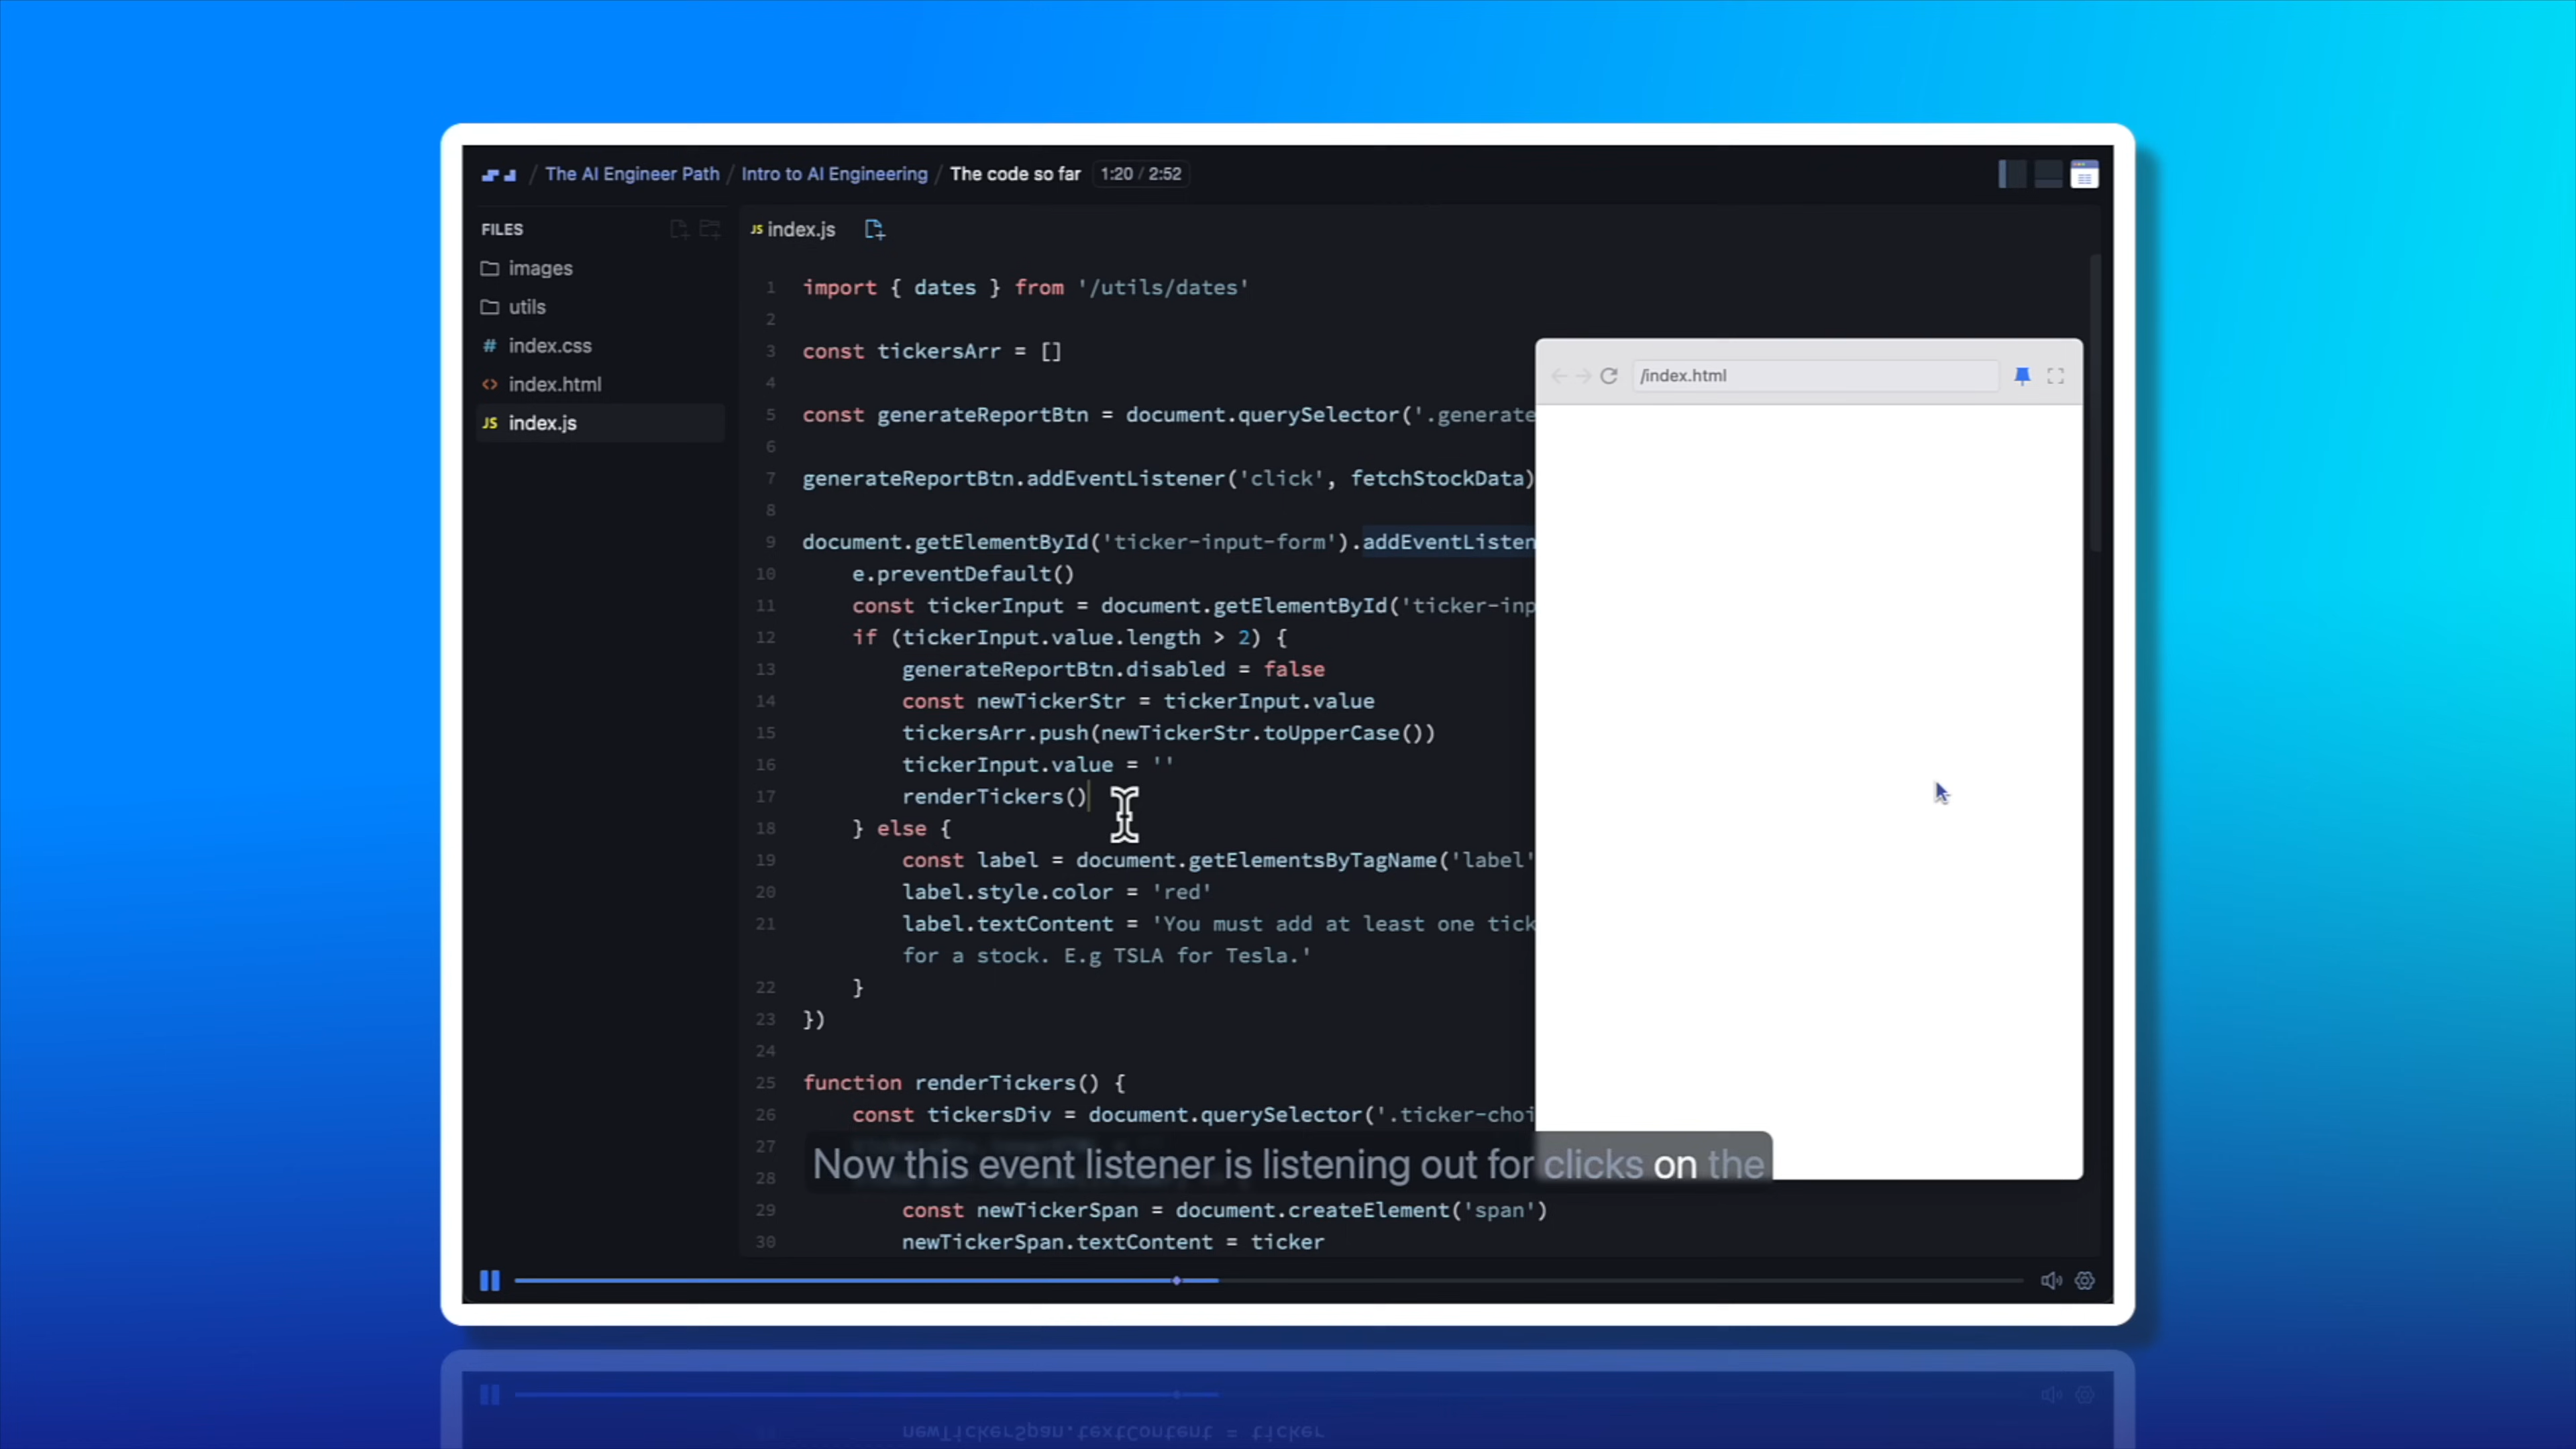 / The AI Engineer Path / Intro to AI Engineering / The code so far 1:20 / 2:52
FILES
images
utils
# index.css
<> index.html
JS index.js
JS index.js
1 import { dates } from '/utils/dates'
2
3 const tickersArr = []
4
5 const generateReportBtn = document.querySelector('.generate
6
7 generateReportBtn.addEventListener('click', fetchStockData)
8
9 document.getElementById('ticker-input-form').addEventListen
10 e.preventDefault()
11 const tickerInput = document.getElementById('ticker-inp
12 if (tickerInput.value.length > 2) {
13 generateReportBtn.disabled = false
14 const newTickerStr = tickerInput.value
15 tickersArr.push(newTickerStr.toUpperCase())
16 tickerInput.value = ''
17 renderTickers()
18 } else {
19 const label = document.getElementsByTagName('label'
20 label.style.color = 'red'
21 label.textContent = 'You must add at least one tick
for a stock. E.g TSLA for Tesla.'
22 }
23 })
24
25 function renderTickers() {
26 const tickersDiv = document.querySelector('.ticker-choi
27
28
29 const newTickerSpan = document.createElement('span')
30 newTickerSpan.textContent = ticker
/index.html
Now this event listener is listening out for clicks on the